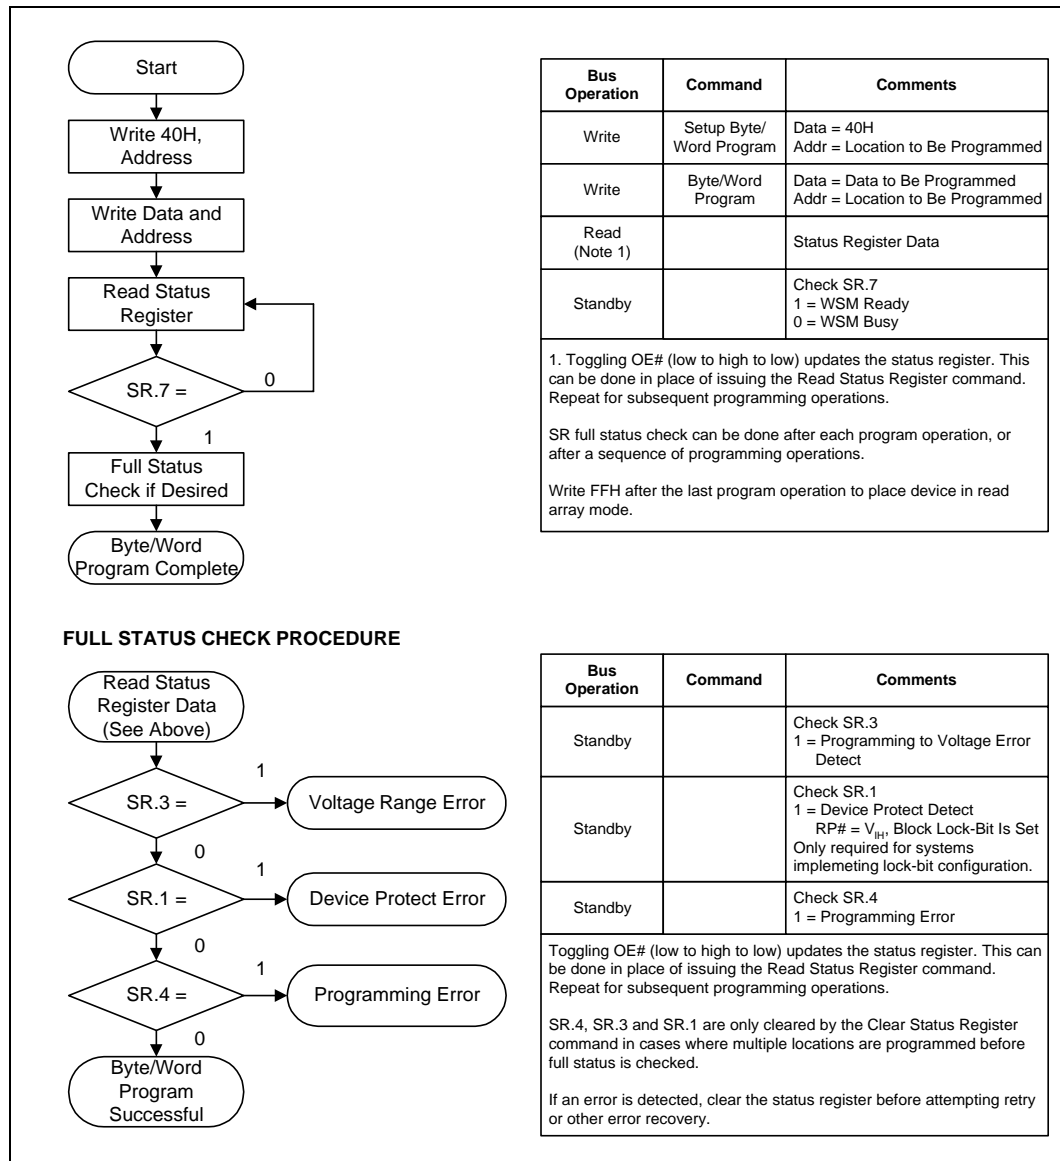 Start
Write 40H,
Address
Write Data and
Address
Read Status
Register
SR.7 =
0
1
Full Status
Check if Desired
Byte/Word
Program Complete
Bus
Operation
Command
Comments
Write
Setup Byte/
Word Program
Data = 40H
Addr = Location to Be Programmed
Write
Byte/Word
Program
Data = Data to Be Programmed
Addr = Location to Be Programmed
Read
(Note 1)
Status Register Data
Standby
Check SR.7
1 = WSM Ready
0 = WSM Busy
1. Toggling OE# (low to high to low) updates the status register. This
can be done in place of issuing the Read Status Register command.
Repeat for subsequent programming operations.
SR full status check can be done after each program operation, or
after a sequence of programming operations.
Write FFH after the last program operation to place device in read
array mode.
FULL STATUS CHECK PROCEDURE
Read Status
Register Data
(See Above)
SR.3 =
1
Voltage Range Error
0
SR.1 =
1
Device Protect Error
0
SR.4 =
1
Programming Error
0
Byte/Word
Program
Successful
Bus
Operation
Command
Comments
Standby
Check SR.3
1 = Programming to Voltage Error
Detect
Standby
Check SR.1
1 = Device Protect Detect
RP# = VIH, Block Lock-Bit Is Set
Only required for systems
implemeting lock-bit configuration.
Standby
Check SR.4
1 = Programming Error
Toggling OE# (low to high to low) updates the status register. This can
be done in place of issuing the Read Status Register command.
Repeat for subsequent programming operations.
SR.4, SR.3 and SR.1 are only cleared by the Clear Status Register
command in cases where multiple locations are programmed before
full status is checked.
If an error is detected, clear the status register before attempting retry
or other error recovery.